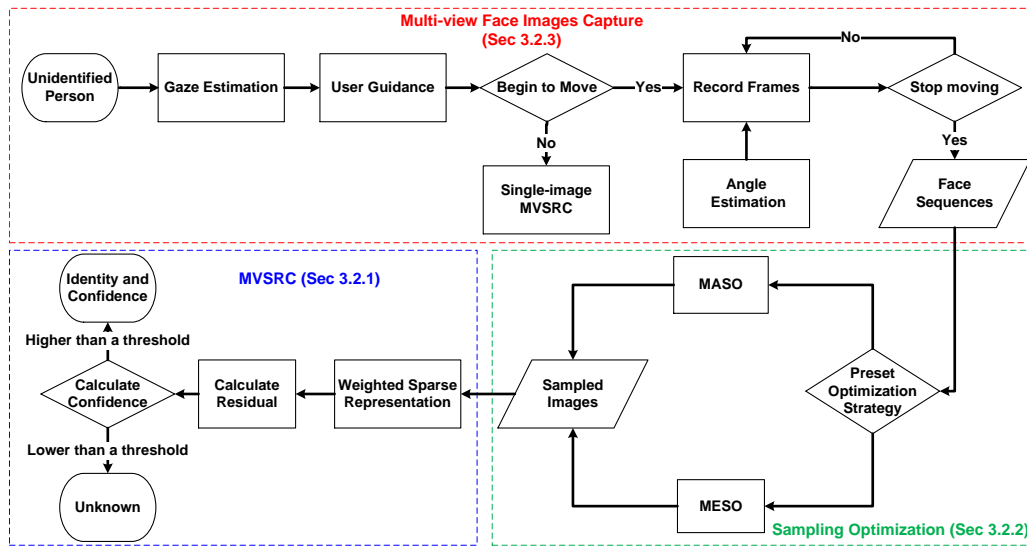 Multi-view Face Images Capture
(Sec 3.2.3)
Unidentified
Person
Gaze Estimation
User Guidance
Begin to Move
Yes
Record Frames
No
Stop moving
No
Yes
Single-image
MVSRC
Angle
Estimation
Face
Sequences
MVSRC (Sec 3.2.1)
Identity and
Confidence
Higher than a threshold
Calculate
Confidence
Calculate
Residual
Weighted Sparse
Representation
Lower than a threshold
Unknown
MASO
Sampled
Images
Preset
Optimization
Strategy
MESO
Sampling Optimization (Sec 3.2.2)